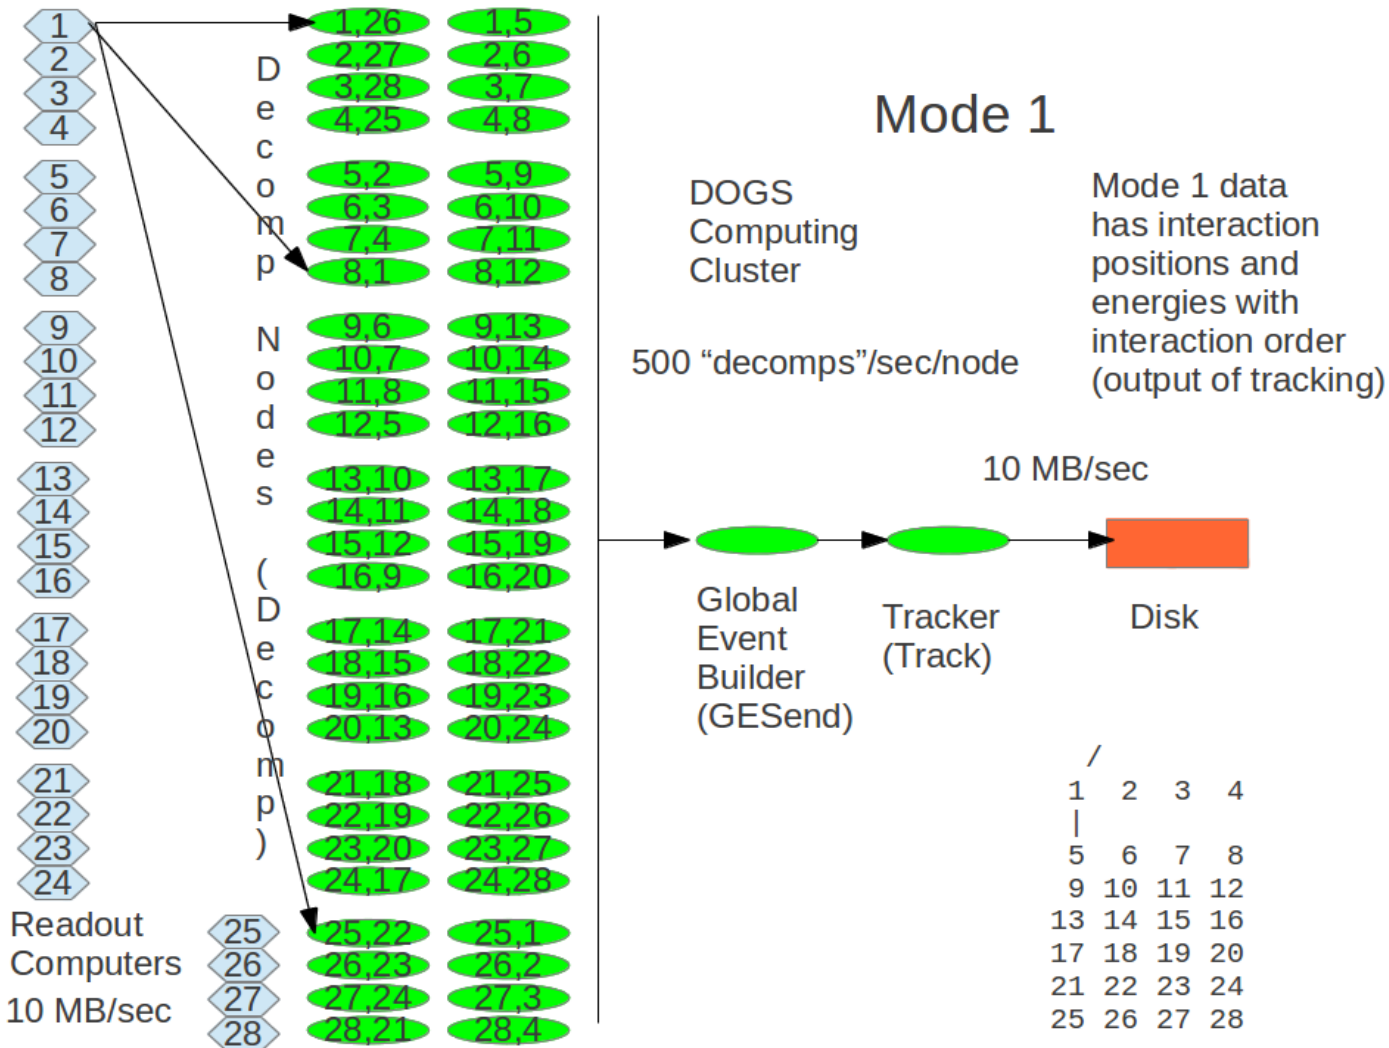 1
2
3
4
5
6
7
8
9
10
11
12
13
14
15
16
17
18
19
20
21
22
23
24
Readout
Computers
10 MB/sec
25
26
27
28
D
e
c
o
m
p
N
o
d
e
s
(
D
e
c
o
m
p
)
1,26 1,5
2,27 2,6
3,28 3,7
4,25 4,8
5,2 5,9
6,3 6,10
7,4 7,11
8,1 8,12
9,6 9,13
10,7 10,14
11,8 11,15
12,5 12,16
13,10 13,17
14,11 14,18
15,12 15,19
16,9 16,20
17,14 17,21
18,15 18,22
19,16 19,23
20,13 20,24
21,18 21,25
22,19 22,26
23,20 23,27
24,17 24,28
25,22 25,1
26,23 26,2
27,24 27,3
28,21 28,4
Mode 1
DOGS
Computing
Cluster
500 “decomps”/sec/node
Mode 1 data
has interaction
positions and
energies with
interaction order
(output of tracking)
10 MB/sec
Global
Event
Builder
(GESend)
Tracker
(Track)
Disk
/
1 2 3 4
|
5 6 7 8
9 10 11 12
13 14 15 16
17 18 19 20
21 22 23 24
25 26 27 28